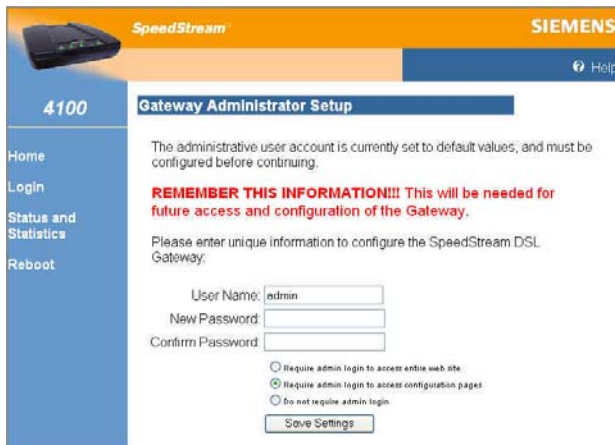 SpeedStream
SIEMENS
Help
4100
Gateway Administrator Setup
Home
Login
Status and
Statistics
Reboot
The administrative user account is currently set to default values, and must be
configured before continuing.
REMEMBER THIS INFORMATION!!! This will be needed for
future access and configuration of the Gateway.
Please enter unique information to configure the SpeedStream DSL
Gateway:
User Name: admin
New Password:
Confirm Password:
Require admin login to access entire web site
Require admin login to access configuration pages
Do not require admin login
Save Settings